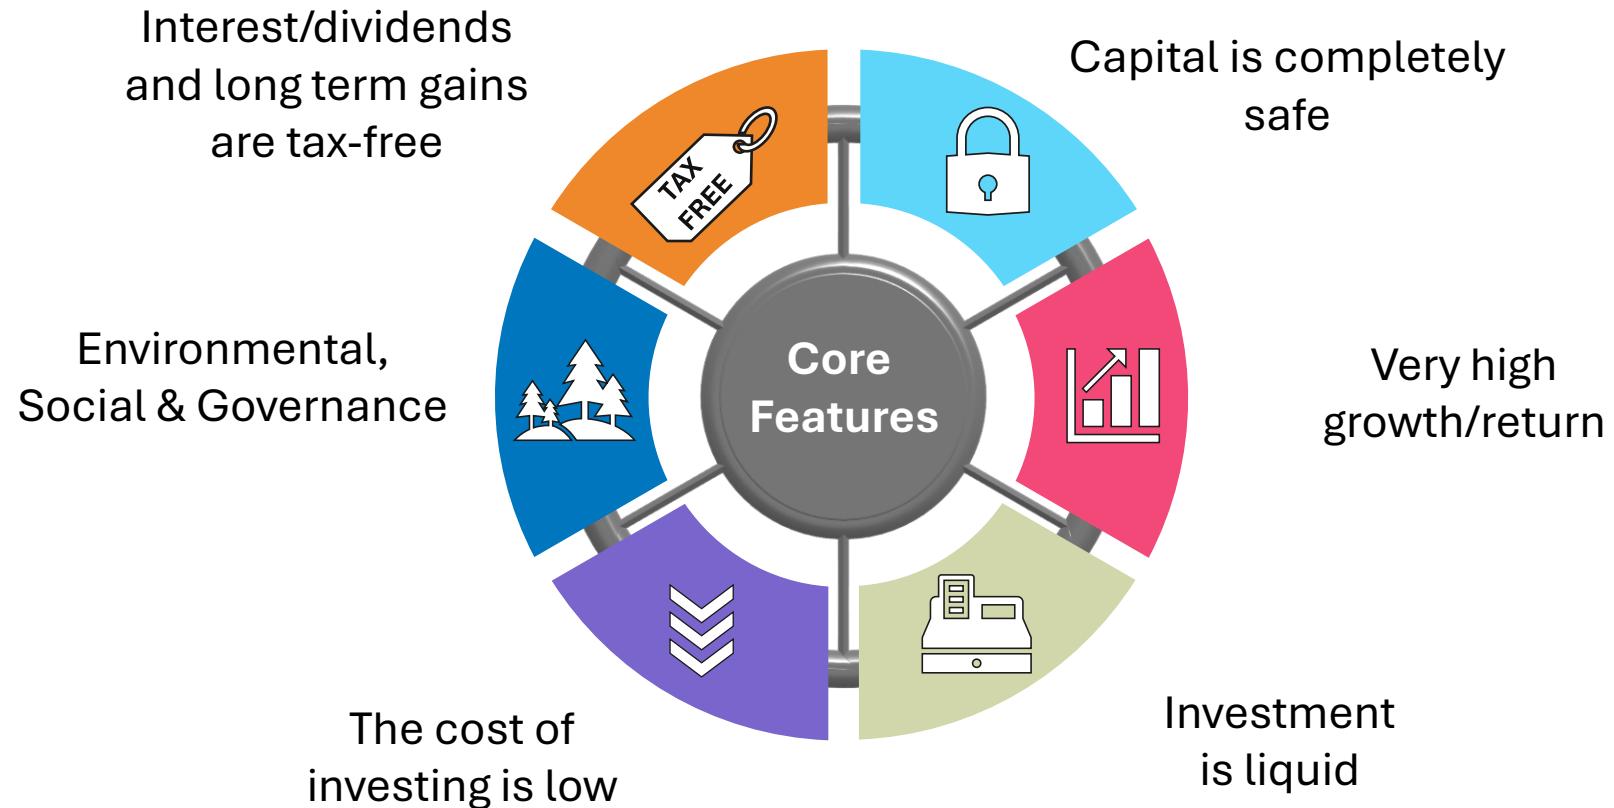 Interest/dividends
and long term gains
are tax-free
Capital is completely
safe
TAX
FREE
Environmental,
Social & Governance
Core
Features
Very high
growth/return
The cost of
investing is low
Investment
is liquid